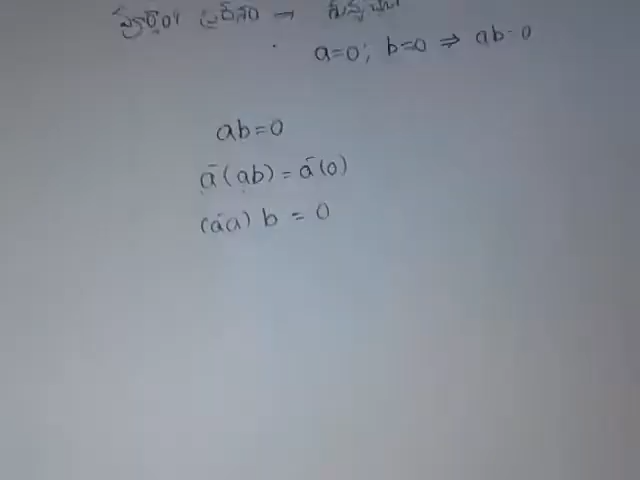 a=0; b=0 ⇒ ab=0
ab=0
ā(ab) = ā(0)
(āa) b = 0